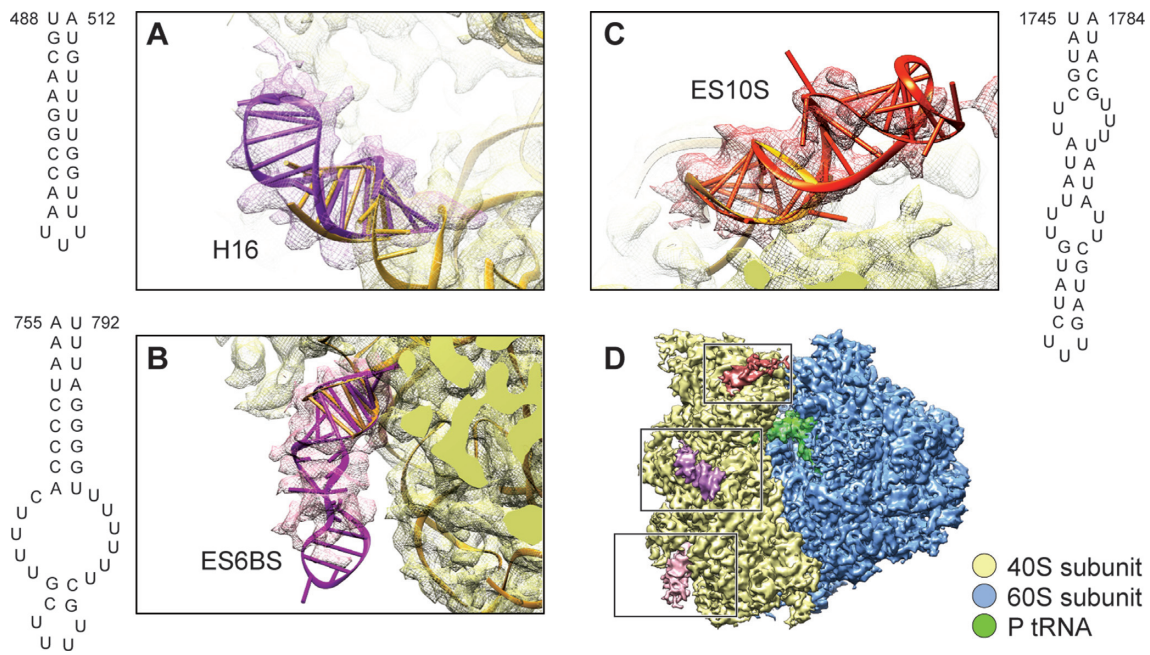 488 U A 512
G U
C G
A U
A U
G U
G U
C G
C G
A U
A U
U U
U
A
H16
C
ES10S
1745 U A 1784
A U
U A
G C
C G
U U
U U
U
A U
U A
A U
U A
U U
U U
G C
U G
A U
U A
C G
U U
U
755 A U 792
A U
A U
U A
C G
C G
C G
C G
A U
C U
U U
U U
U U
U U
U
G C
C G
U U
U U
B
ES6BS
D
40S subunit
60S subunit
P tRNA